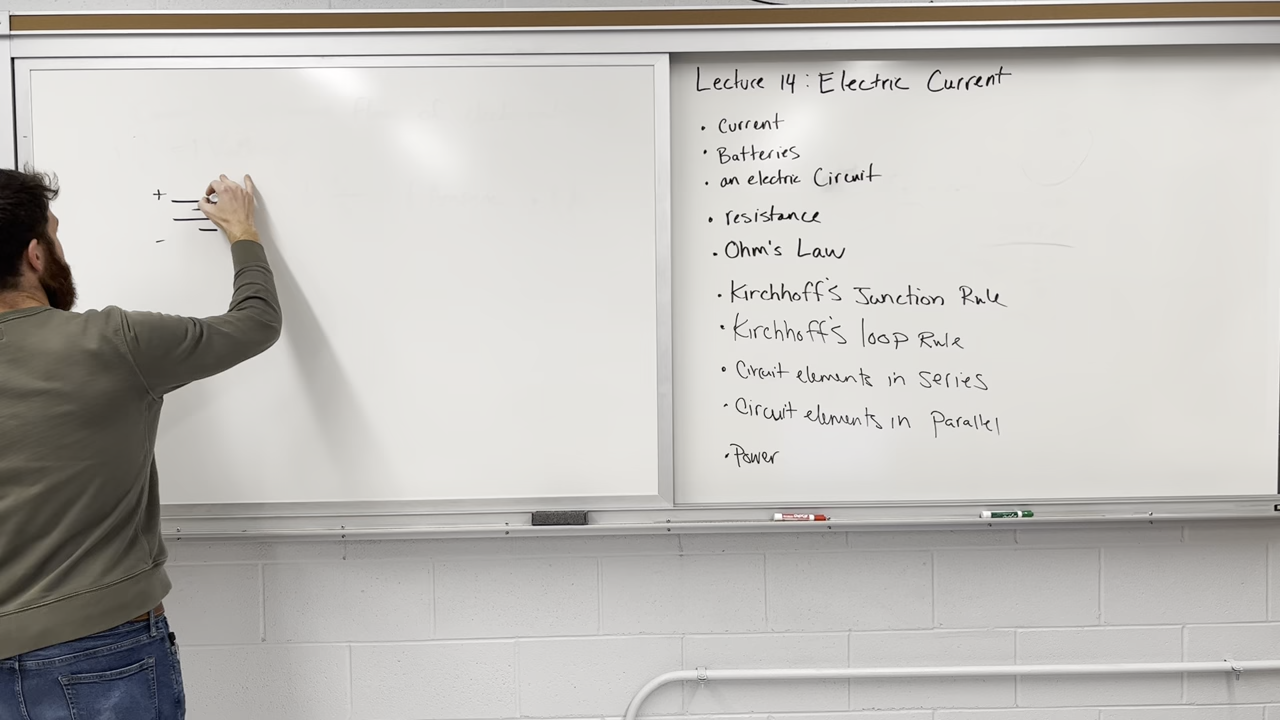 +
-
Lecture 14: Electric Current
• Current
• Batteries
• an electric Circuit
• resistance
• Ohm's Law
• Kirchhoff's Junction Rule
• Kirchhoff's loop Rule
• Circuit elements in series
• Circuit elements in Parallel
• Power